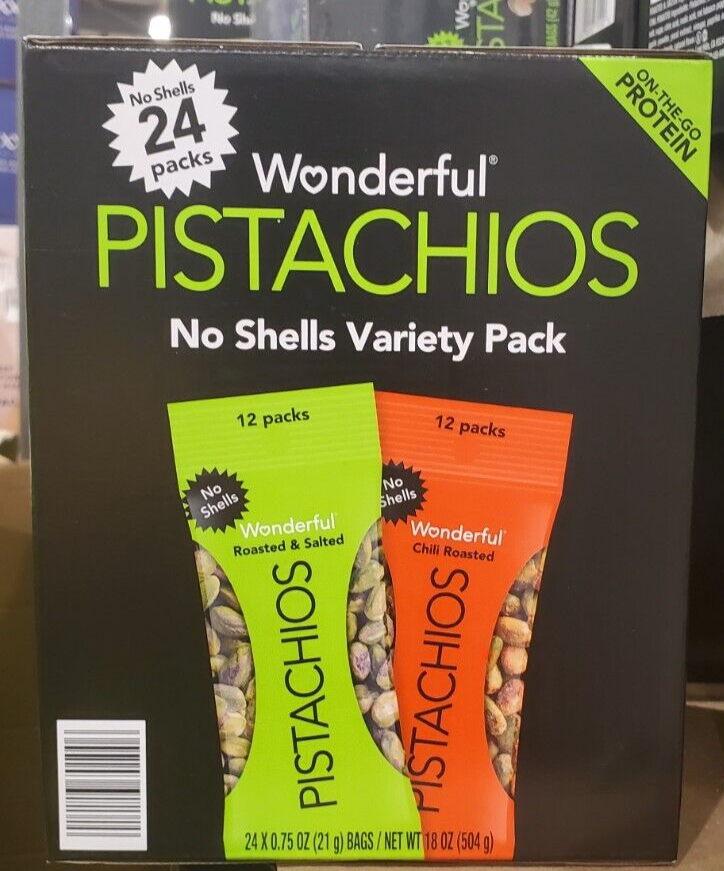 No Shells
24
packs
ON-THE-GO
PROTEIN
Wonderful®
PISTACHIOS
No Shells Variety Pack
12 packs
No
Shells
Wonderful
Roasted & Salted
PISTACHIOS
12 packs
No
Shells
Wonderful
Chili Roasted
PISTACHIOS
24 X 0.75 OZ (21 g) BAGS / NET WT 18 OZ (504 g)